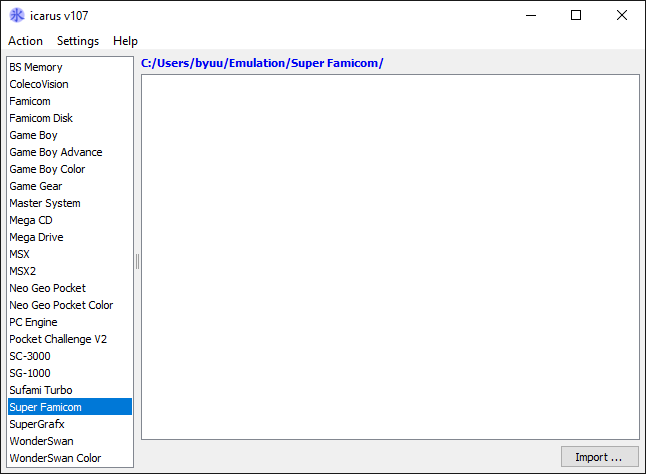 氷 icarus v107
Action Settings Help
BS Memory
ColecoVision
Famicom
Famicom Disk
Game Boy
Game Boy Advance
Game Boy Color
Game Gear
Master System
Mega CD
Mega Drive
MSX
MSX2
Neo Geo Pocket
Neo Geo Pocket Color
PC Engine
Pocket Challenge V2
SC-3000
SG-1000
Sufami Turbo
Super Famicom
SuperGrafx
WonderSwan
WonderSwan Color
C:/Users/byuu/Emulation/Super Famicom/
Import ...